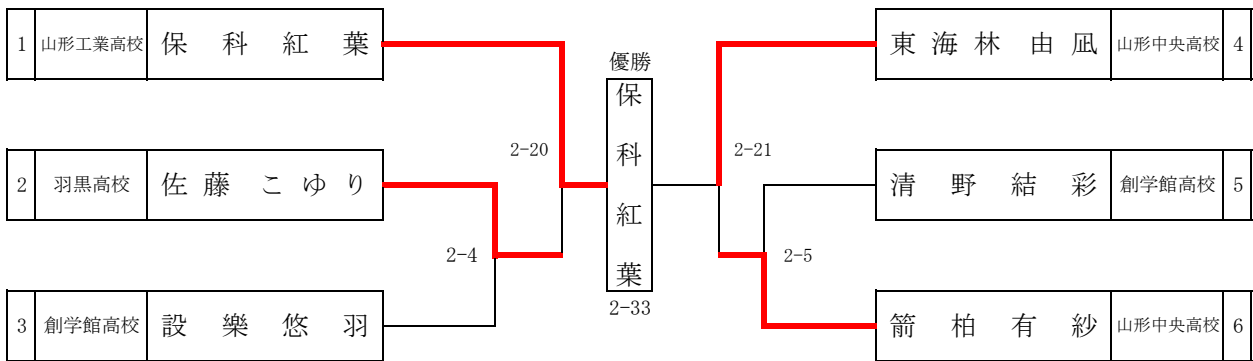 1 山形工業高校 保科紅葉
2 羽黒高校 佐藤こゆり
3 創学館高校 設樂悠羽
2-20
2-4
優勝
保科紅葉
2-33
2-21
2-5
東海林由凪 山形中央高校 4
清野結彩 創学館高校 5
箭柏有紗 山形中央高校 6